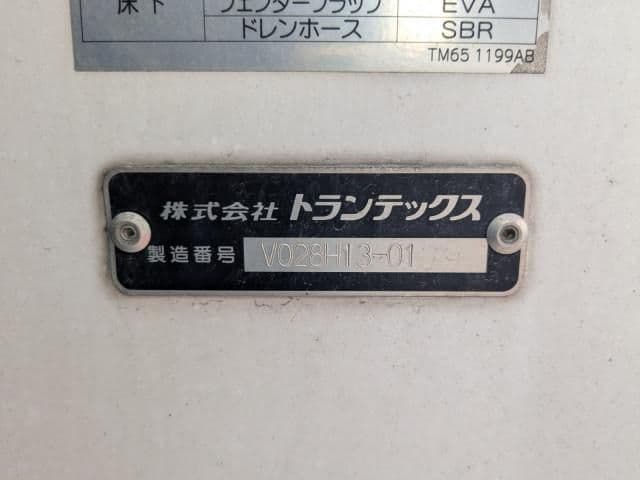 床下 フェンダーフラップ EVA
ドレンホース SBR
TM65 1199AB
株式会社 トランテックス
製造番号 V028H13-01